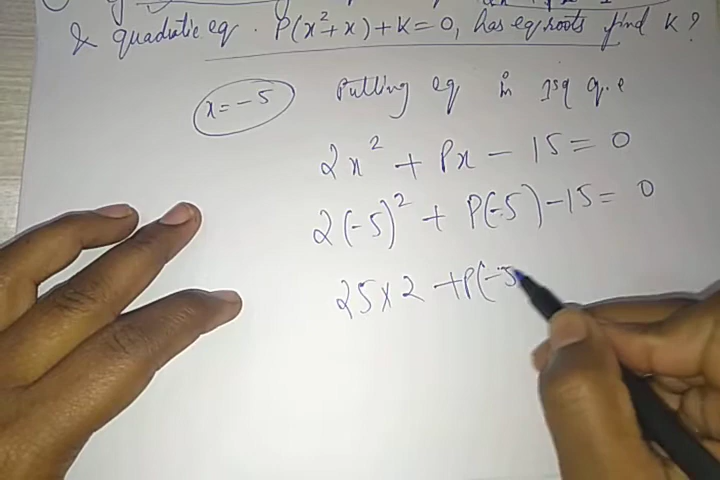 & quadratic eq. P(x²+x)+K=0, has eq roots find K?
x=-5 Putting eq in 1sq q.e
2x² + Px - 15 = 0
2(-5)² + P(-5) - 15 = 0
25×2 + P(-5